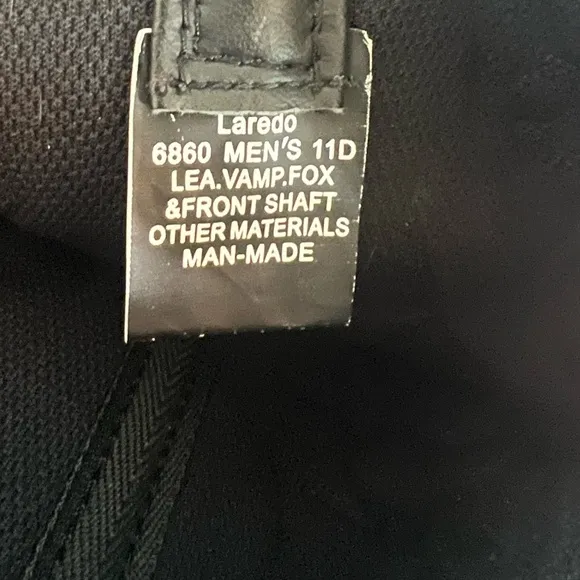 Laredo
6860 MEN'S 11D
LEA.VAMP.FOX
&FRONT SHAFT
OTHER MATERIALS
MAN-MADE